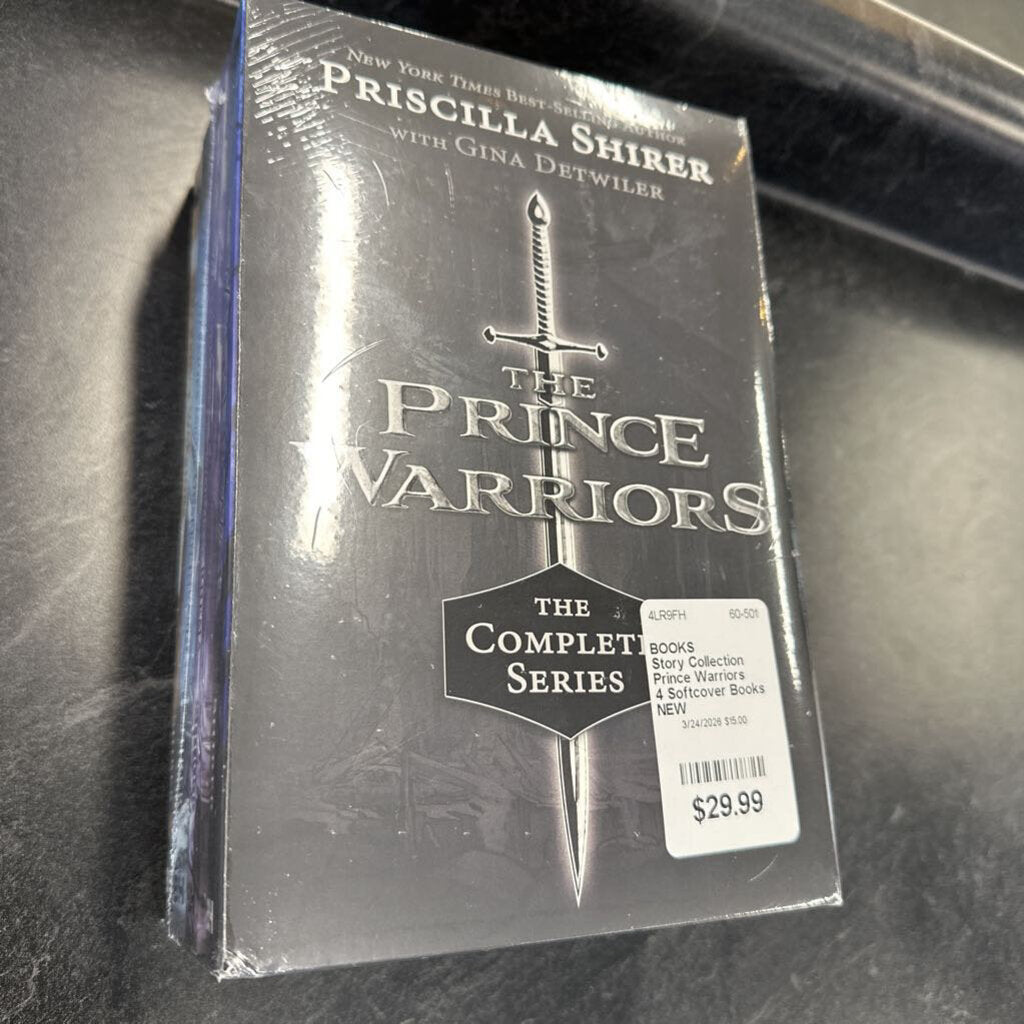 NEW YORK TIMES BEST-SELLING AUTHOR
PRISCILLA SHIRER
WITH GINA DETWILER
THE
PRINCE
WARRIORS
THE
COMPLETE
SERIES
4LR9FH 60-501
BOOKS
Story Collection
Prince Warriors
4 Softcover Books
NEW
3/24/2026 $15.00
$29.99